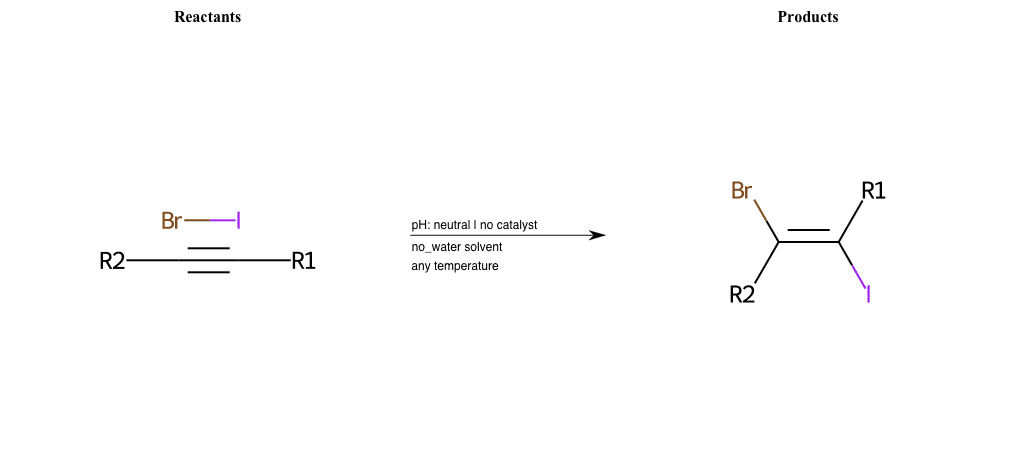 Reactants
Products
Br I
R2 R1
pH: neutral | no catalyst
no_water solvent
any temperature
Br R1
R2 I